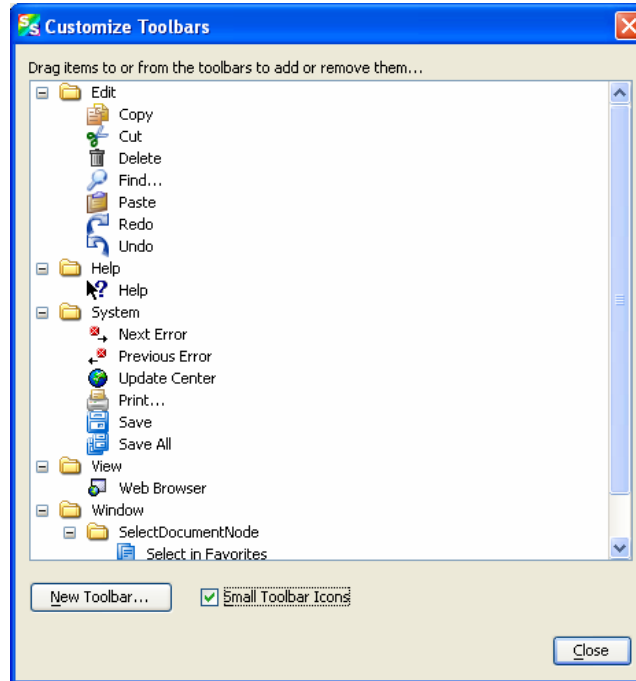 SS Customize Toolbars
Drag items to or from the toolbars to add or remove them...
Edit
Copy
Cut
Delete
Find...
Paste
Redo
Undo
Help
Help
System
Next Error
Previous Error
Update Center
Print...
Save
Save All
View
Web Browser
Window
SelectDocumentNode
Select in Favorites
New Toolbar... Small Toolbar Icons
Close